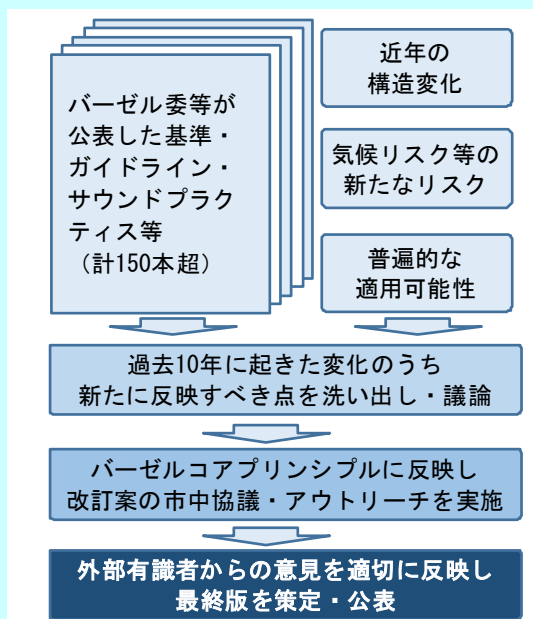 バーゼル委等が
公表した基準・
ガイドライン・
サウンドプラク
ティス等
（計150本超）
近年の
構造変化
気候リスク等の
新たなリスク
普遍的な
適用可能性
過去10年に起きた変化のうち
新たに反映すべき点を洗い出し・議論
バーゼルコアプリンシプルに反映し
改訂案の市中協議・アウトリーチを実施
外部有識者からの意見を適切に反映し
最終版を策定・公表